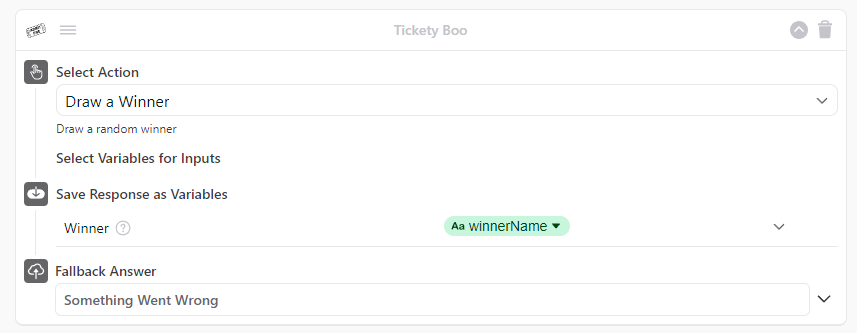 Tickety Boo
Select Action
Draw a Winner
Draw a random winner
Select Variables for Inputs
Save Response as Variables
Winner ? Aa winnerName
Fallback Answer
Something Went Wrong